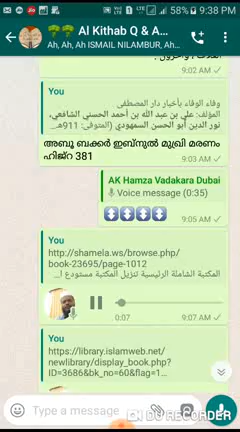 58% 9:38 PM
Al Kithab Q & A...
Ah, Ah, Ah ISMAIL NILAMBUR, Ah...
9:02 AM
You
وفاء الوفاء بأخبار دار المصطفى
المؤلف: علي بن عبد الله بن أحمد الحسني الشافعي،
نور الدين أبو الحسن السمهودي (المتوفى: 911هـ...
അബൂ ബക്കർ ഇബ്നുൽ മുഖ്രി മരണം
ഹിജ്റ 381
9:03 AM
AK Hamza Vadakara Dubai
Voice message (0:35)
9:05 AM
You
http://shamela.ws/browse.php/
book-23695/page-1012
المكتبة الشاملة الرئيسية تنزيل المكتبة مستودع ا...
0:07
9:07 AM
You
https://library.islamweb.net/
newlibrary/display_book.php?
ID=3686&bk_no=60&flag=1...
Type a message
DU RECORDER